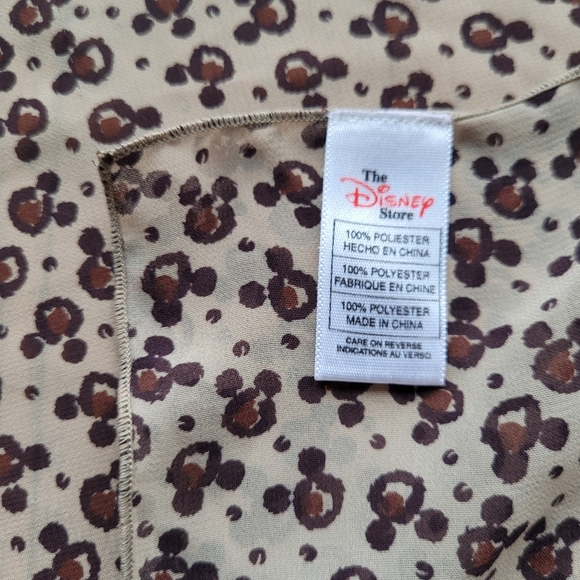 The
Disney
Store
100% POLIESTER
HECHO EN CHINA
100% POLYESTER
FABRIQUE EN CHINE
100% POLYESTER
MADE IN CHINA
CARE ON REVERSE
INDICATIONS AU VERSO